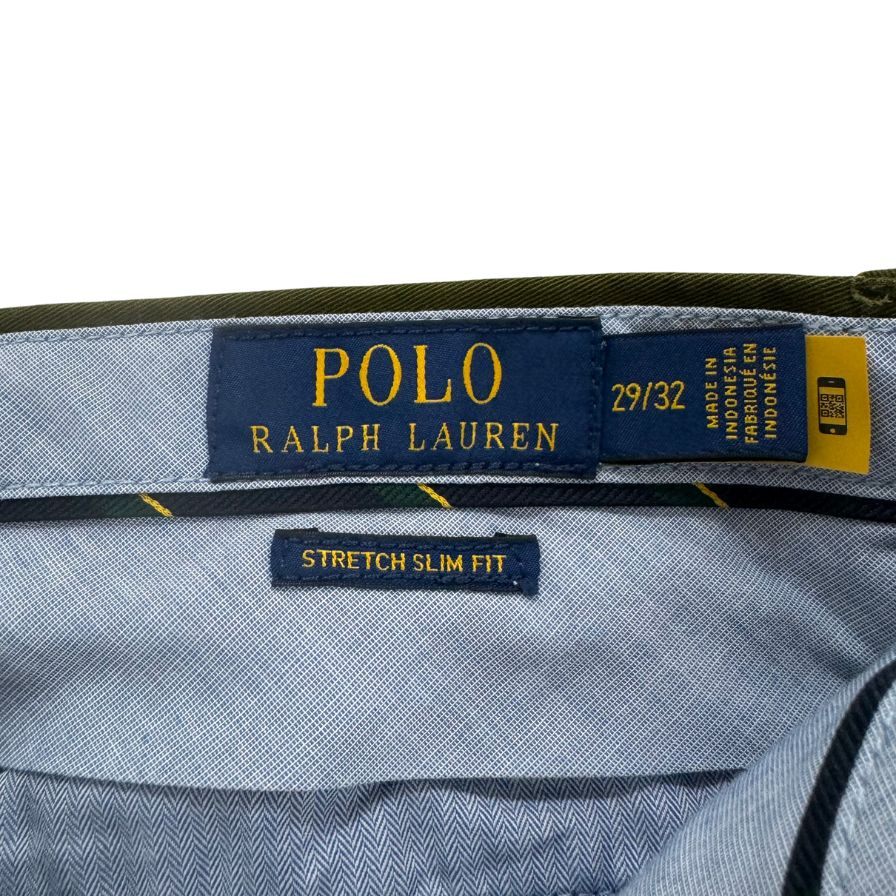 POLO
RALPH LAUREN
29/32
MADE IN
INDONESIA
FABRIQUÉ EN
INDONÉSIE
STRETCH SLIM FIT